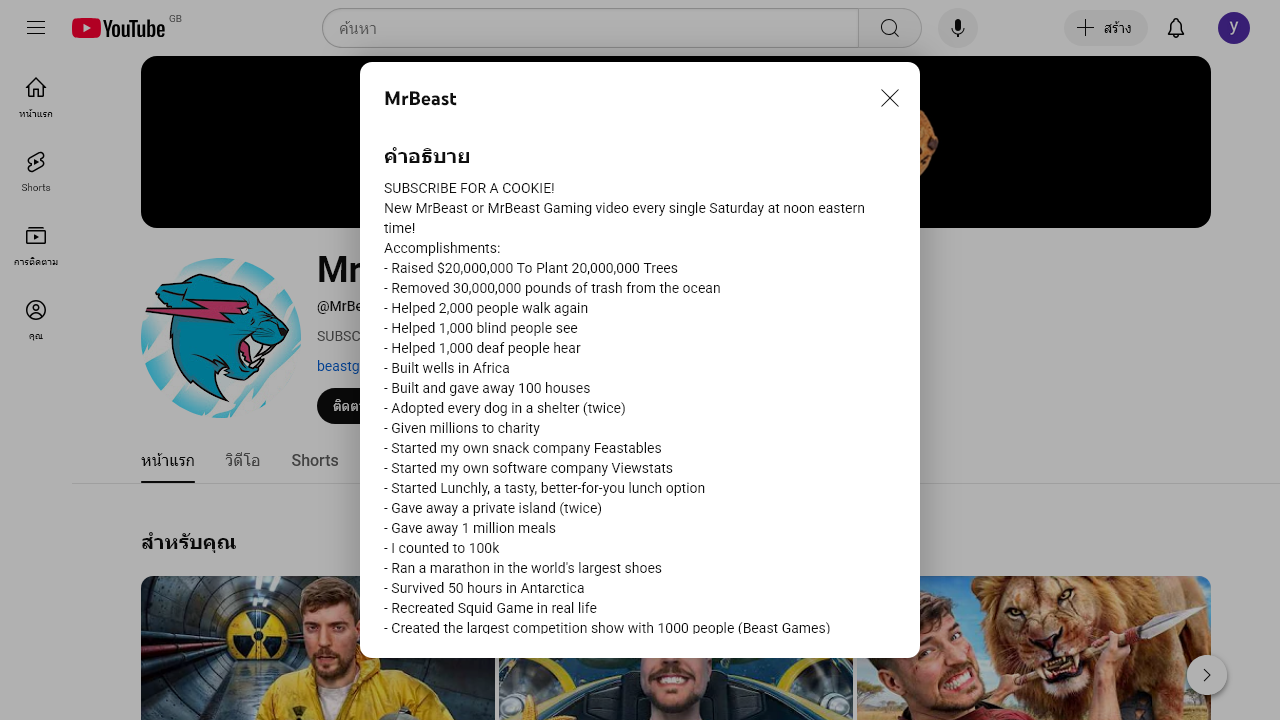 YouTube GB
ค้นหา
สร้าง
y
หน้าแรก
Shorts
การติดตาม
คุณ
MrBeast
คำอธิบาย
SUBSCRIBE FOR A COOKIE!
New MrBeast or MrBeast Gaming video every single Saturday at noon eastern
time!
Accomplishments:
- Raised $20,000,000 To Plant 20,000,000 Trees
- Removed 30,000,000 pounds of trash from the ocean
- Helped 2,000 people walk again
- Helped 1,000 blind people see
- Helped 1,000 deaf people hear
- Built wells in Africa
- Built and gave away 100 houses
- Adopted every dog in a shelter (twice)
- Given millions to charity
- Started my own snack company Feastables
- Started my own software company Viewstats
- Started Lunchly, a tasty, better-for-you lunch option
- Gave away a private island (twice)
- Gave away 1 million meals
- I counted to 100k
- Ran a marathon in the world's largest shoes
- Survived 50 hours in Antarctica
- Recreated Squid Game in real life
- Created the largest competition show with 1000 people (Beast Games)
หน้าแรก
วิดีโอ
Shorts
สำหรับคุณ